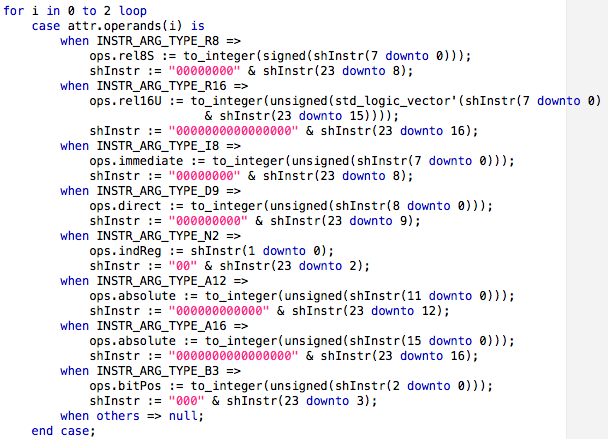 for i in 0 to 2 loop
    case attr.operands(i) is
        when INSTR_ARG_TYPE_R8 =>
            ops.rel8S := to_integer(signed(shInstr(7 downto 0)));
            shInstr := "00000000" & shInstr(23 downto 8);
        when INSTR_ARG_TYPE_R16 =>
            ops.rel16U := to_integer(unsigned(std_logic_vector'(shInstr(7 downto 0)
                            & shInstr(23 downto 15))));
            shInstr := "0000000000000000" & shInstr(23 downto 16);
        when INSTR_ARG_TYPE_I8 =>
            ops.immediate := to_integer(unsigned(shInstr(7 downto 0)));
            shInstr := "00000000" & shInstr(23 downto 8);
        when INSTR_ARG_TYPE_D9 =>
            ops.direct := to_integer(unsigned(shInstr(8 downto 0)));
            shInstr := "000000000" & shInstr(23 downto 9);
        when INSTR_ARG_TYPE_N2 =>
            ops.indReg := shInstr(1 downto 0);
            shInstr := "00" & shInstr(23 downto 2);
        when INSTR_ARG_TYPE_A12 =>
            ops.absolute := to_integer(unsigned(shInstr(11 downto 0)));
            shInstr := "000000000000" & shInstr(23 downto 12);
        when INSTR_ARG_TYPE_A16 =>
            ops.absolute := to_integer(unsigned(shInstr(15 downto 0)));
            shInstr := "0000000000000000" & shInstr(23 downto 16);
        when INSTR_ARG_TYPE_B3 =>
            ops.bitPos := to_integer(unsigned(shInstr(2 downto 0)));
            shInstr := "000" & shInstr(23 downto 3);
        when others => null;
    end case;